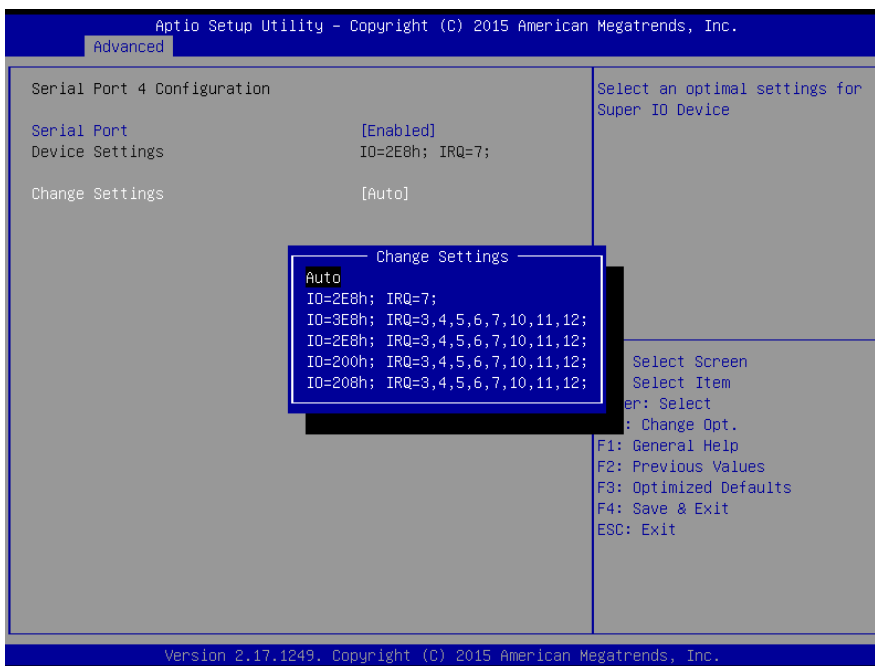 Aptio Setup Utility – Copyright (C) 2015 American Megatrends, Inc.
Advanced
Serial Port 4 Configuration
Serial Port [Enabled]
Device Settings IO=2E8h; IRQ=7;
Change Settings [Auto]
Select an optimal settings for
Super IO Device
Change Settings
Auto
IO=2E8h; IRQ=7;
IO=3E8h; IRQ=3,4,5,6,7,10,11,12;
IO=2E8h; IRQ=3,4,5,6,7,10,11,12;
IO=200h; IRQ=3,4,5,6,7,10,11,12;
IO=208h; IRQ=3,4,5,6,7,10,11,12;
Select Screen
Select Item
er: Select
: Change Opt.
F1: General Help
F2: Previous Values
F3: Optimized Defaults
F4: Save & Exit
ESC: Exit
Version 2.17.1249. Copyright (C) 2015 American Megatrends, Inc.